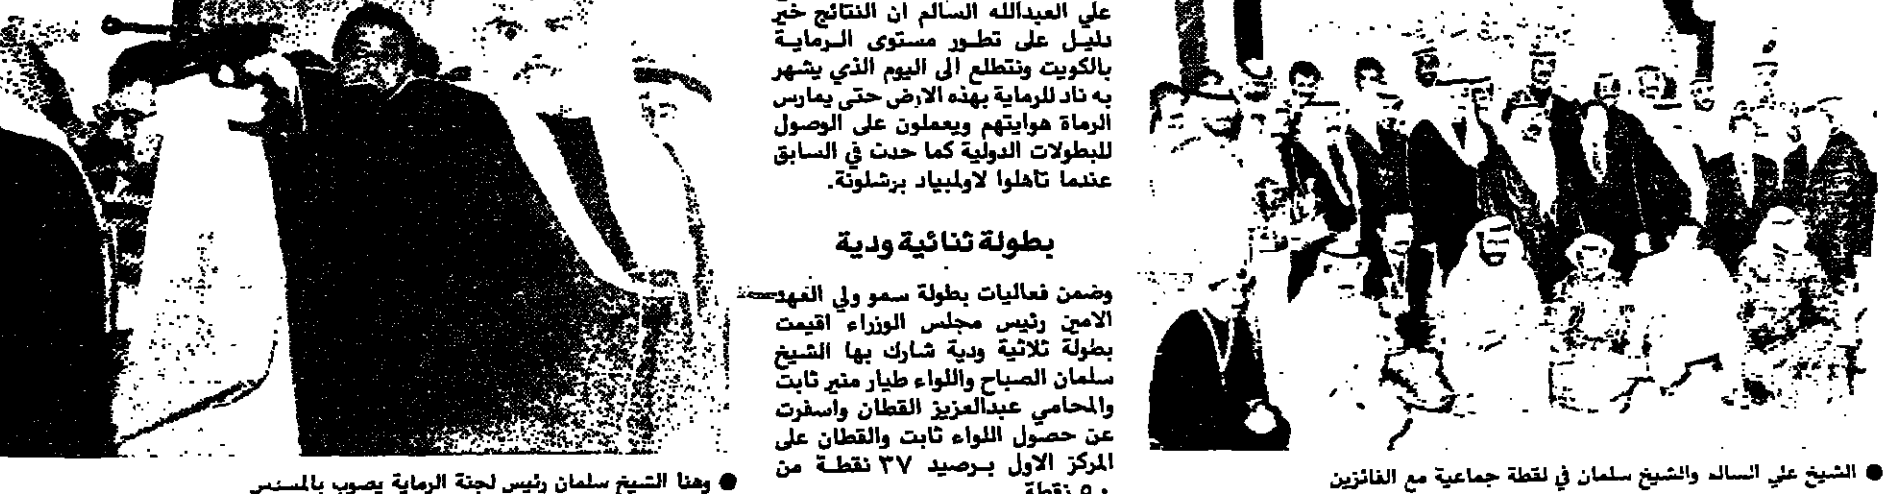 علي العبدالله السالم ان النتائج خير
دليل على تطور مستوى الرماية
بالكويت ونتطلع الى اليوم الذي يشهر
به ناد للرماية بهذه الارض حتى يمارس
الرماة هوايتهم ويعملون على الوصول
للبطولات الدولية كما حدث في السابق
عندما تأهلوا لاولمبياد برشلونة.
بطولة ثنائية ودية
وضمن فعاليات بطولة سمو ولي العهد
الامين رئيس مجلس الوزراء اقيمت
بطولة ثلاثية ودية شارك بها الشيخ
سلمان الصباح واللواء طيار منير ثابت
والمحامي عبدالعزيز القطان واسفرت
عن حصول اللواء ثابت والقطان على
المركز الاول برصيد ٣٧ نقطة من
٥٠ نقطة
● الشيخ علي السالم والشيخ سلمان في لقطة جماعية مع الفائزين
● وهنا الشيخ سلمان رئيس لجنة الرماية يصوب بالمسدس